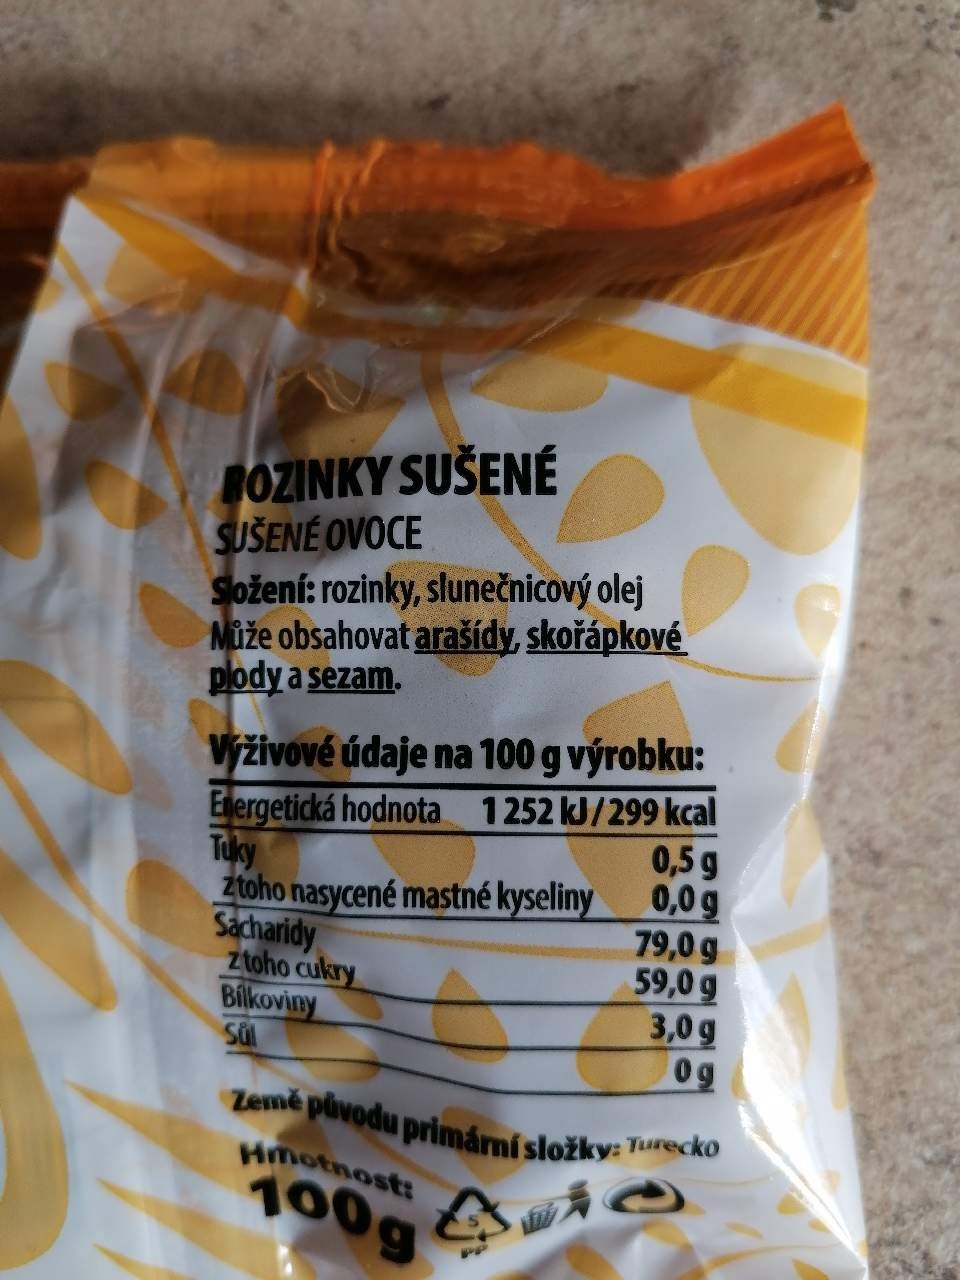 ROZINKY SUŠENÉ
SUŠENÉ OVOCE
Složení: rozinky, slunečnicový olej
Může obsahovat arašídy, skořápkové
plody a sezam.
Výživové údaje na 100 g výrobku:
Energetická hodnota 1 252 kJ/299 kcal
Tuky 0,5 g
z toho nasycené mastné kyseliny 0,0 g
Sacharidy 79,0 g
z toho cukry 59,0 g
Bílkoviny 3,0 g
Sůl 0 g
Země původu primární složky: Turecko
Hmotnost:
100 g
5
PP